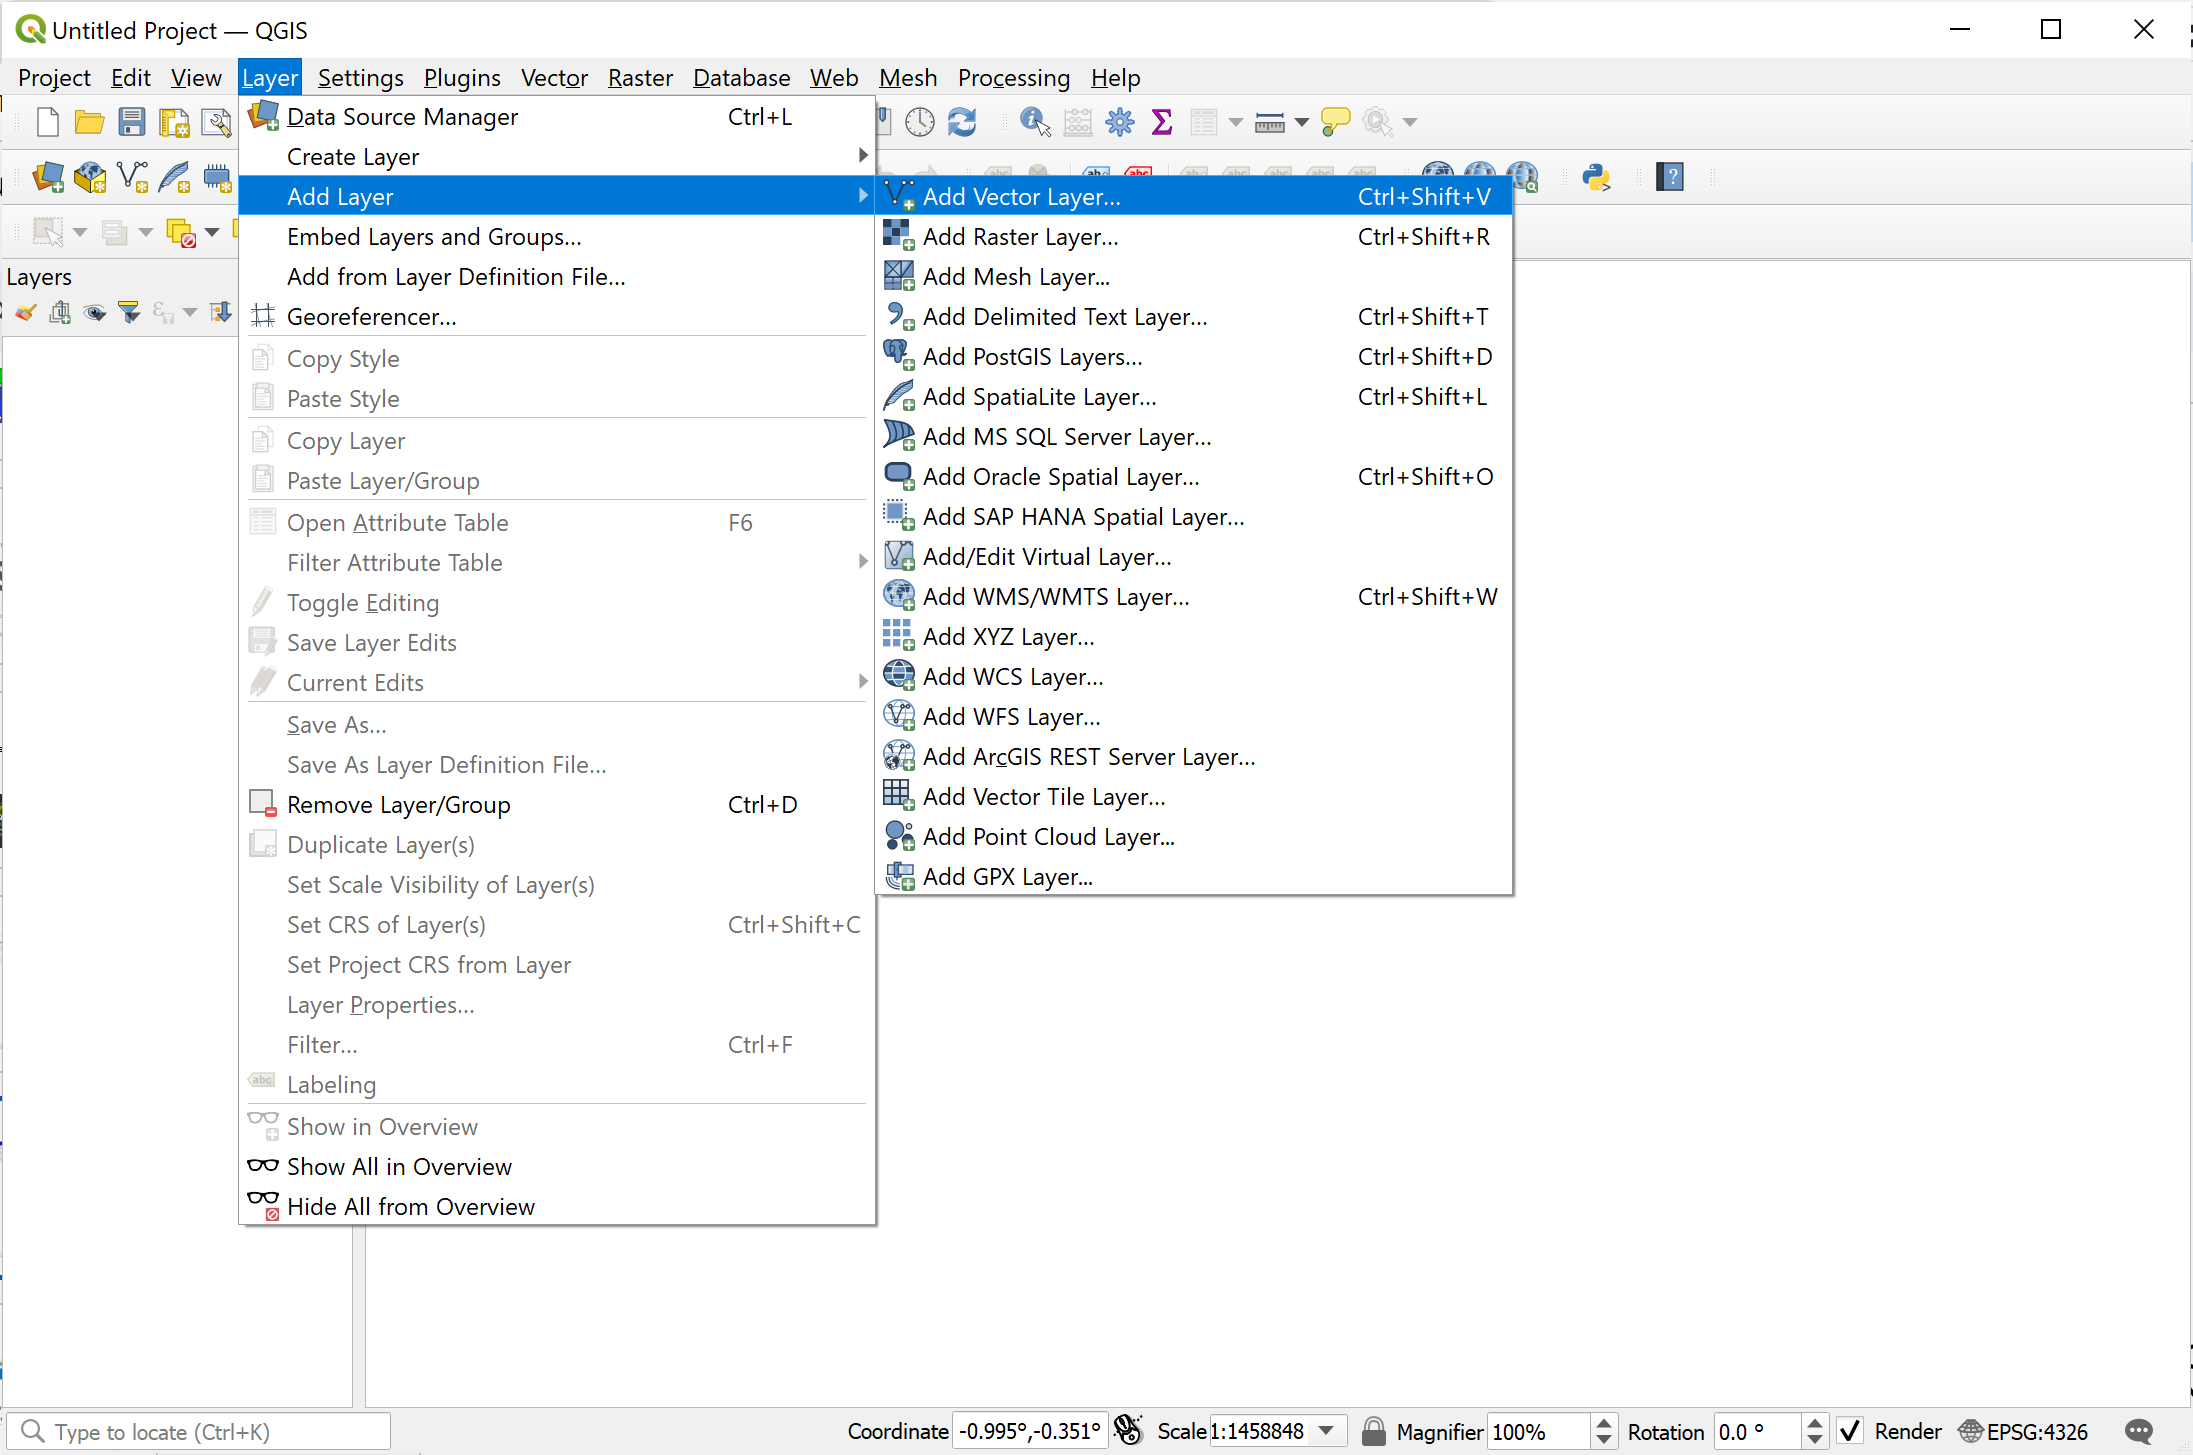 Untitled Project — QGIS
Project Edit View Layer Settings Plugins Vector Raster Database Web Mesh Processing Help
Data Source Manager Ctrl+L
Create Layer
Add Layer
Embed Layers and Groups...
Add from Layer Definition File...
Georeferencer...
Copy Style
Paste Style
Copy Layer
Paste Layer/Group
Open Attribute Table F6
Filter Attribute Table
Toggle Editing
Save Layer Edits
Current Edits
Save As...
Save As Layer Definition File...
Remove Layer/Group Ctrl+D
Duplicate Layer(s)
Set Scale Visibility of Layer(s)
Set CRS of Layer(s) Ctrl+Shift+C
Set Project CRS from Layer
Layer Properties...
Filter... Ctrl+F
abc Labeling
Show in Overview
Show All in Overview
Hide All from Overview
Add Vector Layer... Ctrl+Shift+V
Add Raster Layer... Ctrl+Shift+R
Add Mesh Layer...
Add Delimited Text Layer... Ctrl+Shift+T
Add PostGIS Layers... Ctrl+Shift+D
Add SpatiaLite Layer... Ctrl+Shift+L
Add MS SQL Server Layer...
Add Oracle Spatial Layer... Ctrl+Shift+O
Add SAP HANA Spatial Layer...
Add/Edit Virtual Layer...
Add WMS/WMTS Layer... Ctrl+Shift+W
Add XYZ Layer...
Add WCS Layer...
Add WFS Layer...
Add ArcGIS REST Server Layer...
Add Vector Tile Layer...
Add Point Cloud Layer...
Add GPX Layer...
Layers
Type to locate (Ctrl+K)
Coordinate -0.995°,-0.351° Scale 1:1458848 Magnifier 100% Rotation 0.0 ° Render EPSG:4326